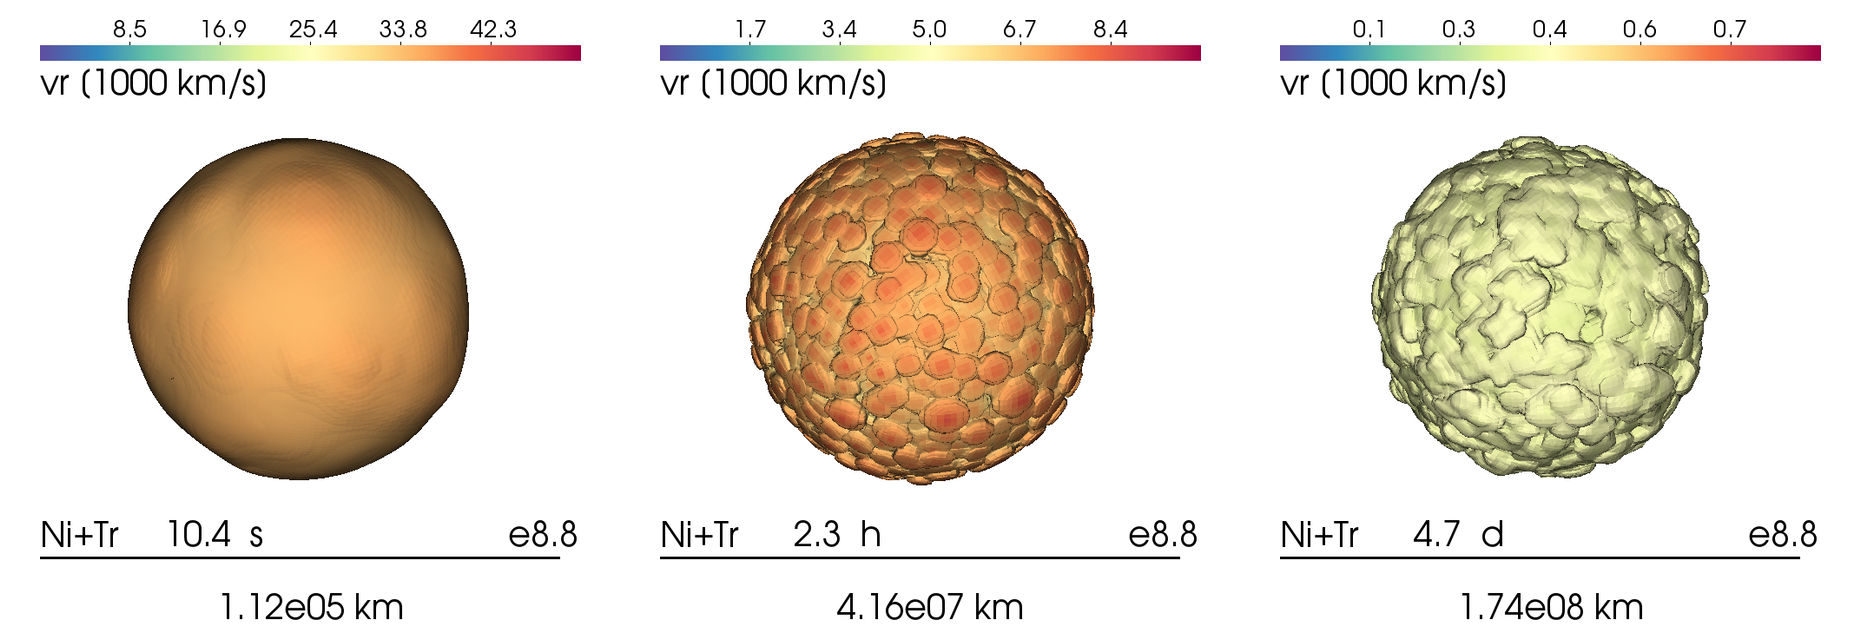 8.5 16.9 25.4 33.8 42.3
vr (1000 km/s)
Ni+Tr 10.4 s e8.8
1.12e05 km
1.7 3.4 5.0 6.7 8.4
vr (1000 km/s)
Ni+Tr 2.3 h e8.8
4.16e07 km
0.1 0.3 0.4 0.6 0.7
vr (1000 km/s)
Ni+Tr 4.7 d e8.8
1.74e08 km